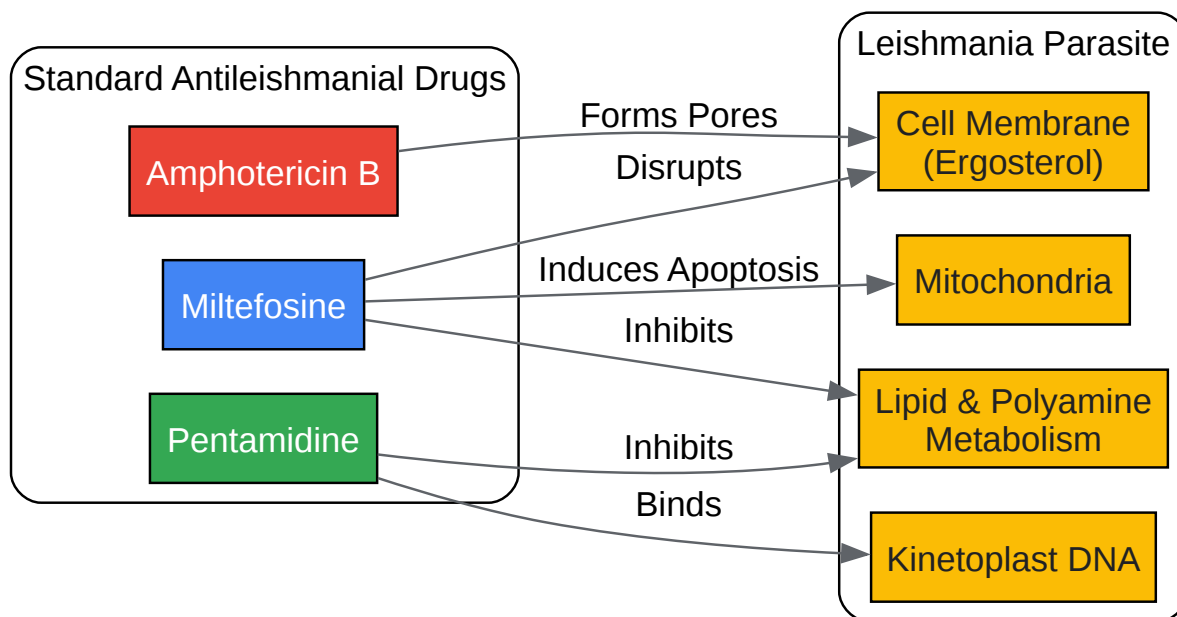 Leishmania Parasite
Standard Antileishmanial Drugs
Forms Pores
Cell Membrane
(Ergosterol)
Amphotericin B
Disrupts
Induces Apoptosis
Mitochondria
Miltefosine
Inhibits
Lipid & Polyamine
Metabolism
Pentamidine
Inhibits
Binds
Kinetoplast DNA